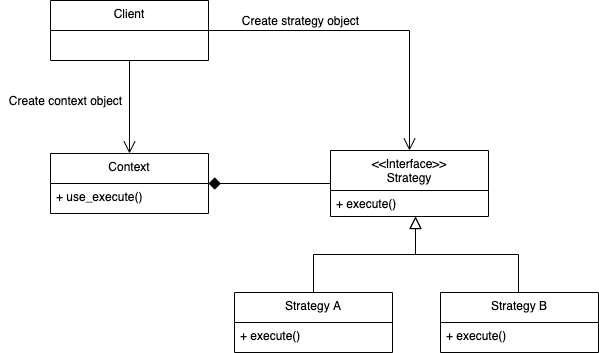 Client
Create strategy object
Create context object
Context
+ use_execute()
<<Interface>>
Strategy
+ execute()
Strategy A
+ execute()
Strategy B
+ execute()